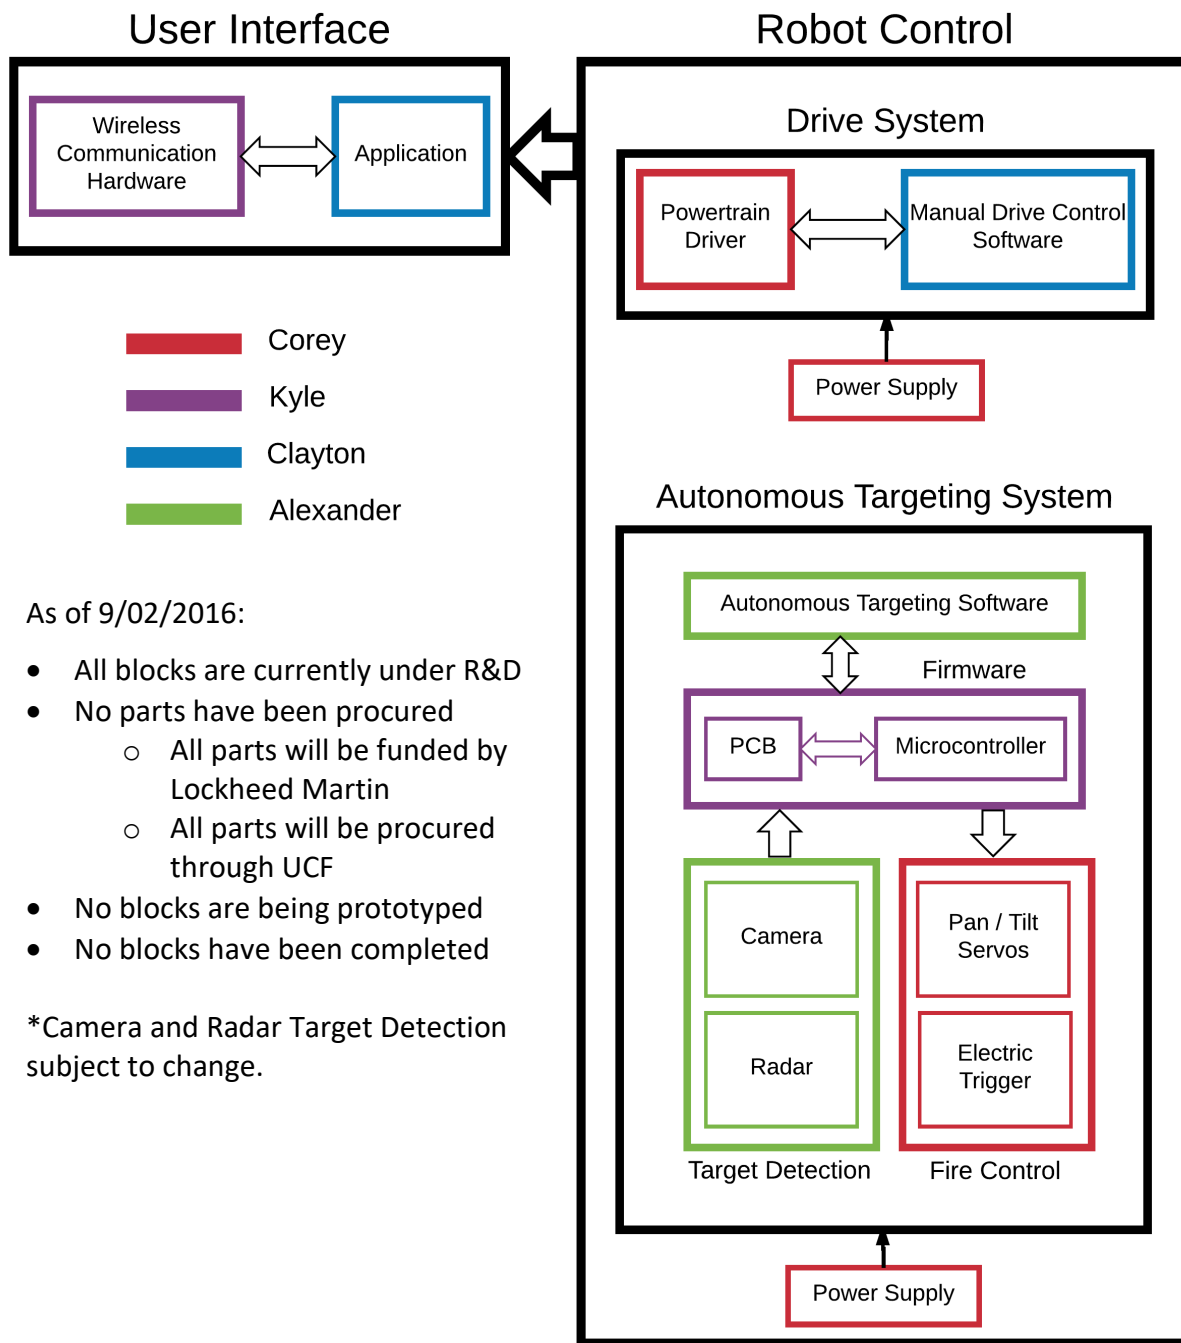 User Interface
Wireless
Communication
Hardware
Application
Corey
Kyle
Clayton
Alexander
As of 9/02/2016:
• All blocks are currently under R&D
• No parts have been procured
o All parts will be funded by
Lockheed Martin
o All parts will be procured
through UCF
• No blocks are being prototyped
• No blocks have been completed
*Camera and Radar Target Detection
subject to change.
Robot Control
Drive System
Powertrain
Driver
Manual Drive Control
Software
Power Supply
Autonomous Targeting System
Autonomous Targeting Software
Firmware
PCB
Microcontroller
Camera
Radar
Target Detection
Pan / Tilt
Servos
Electric
Trigger
Fire Control
Power Supply